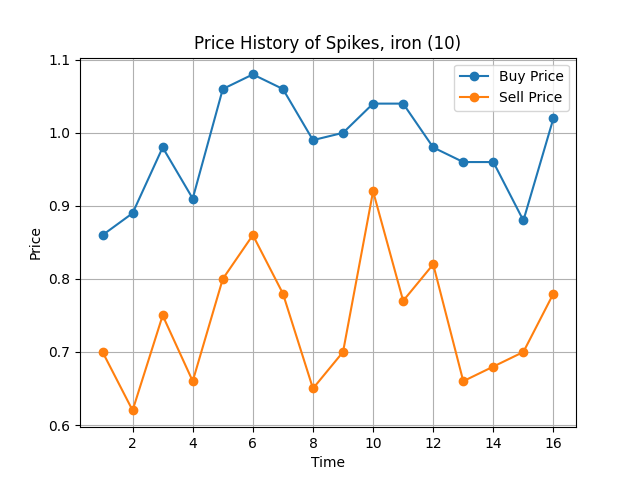 Price History of Spikes, iron (10)
Buy Price
Sell Price
Price
1.1
1.0
0.9
0.8
0.7
0.6
2 4 6 8 10 12 14 16
Time